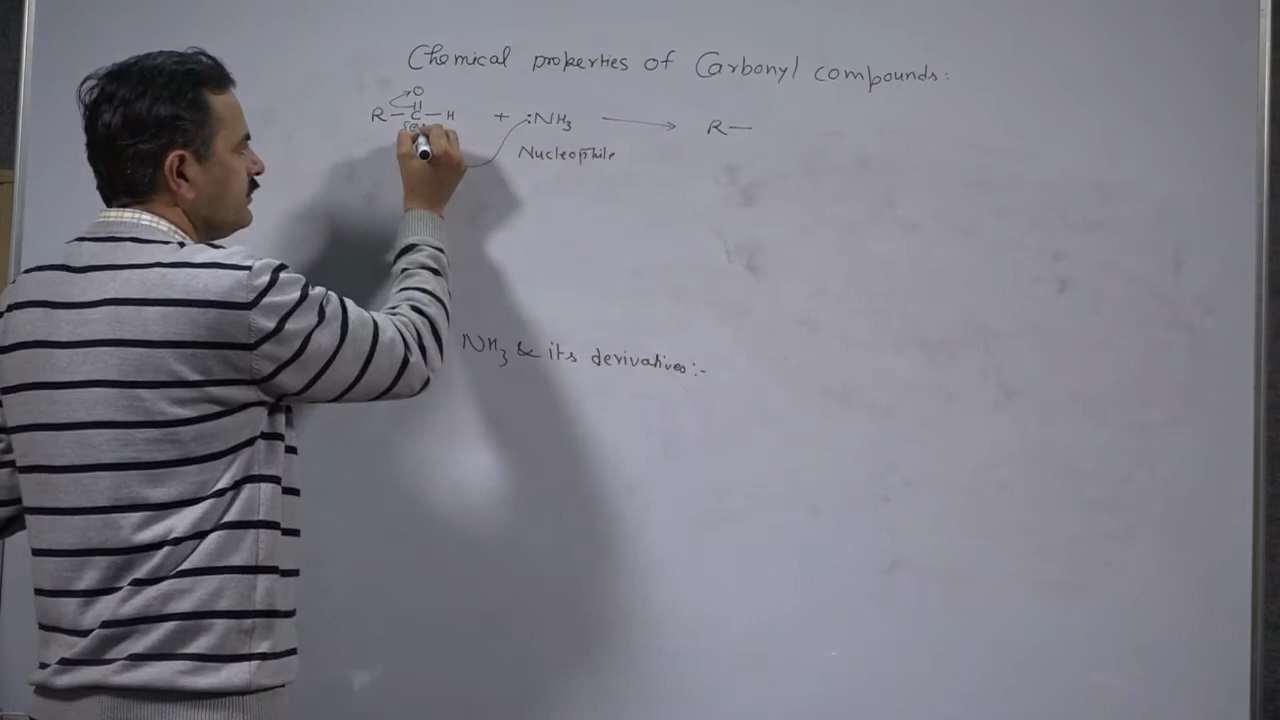 Chemical properties of Carbonyl compounds:
O
R — C — H + :NH3 ⟶ R —
Nucleophile
NH3 & its derivatives:-